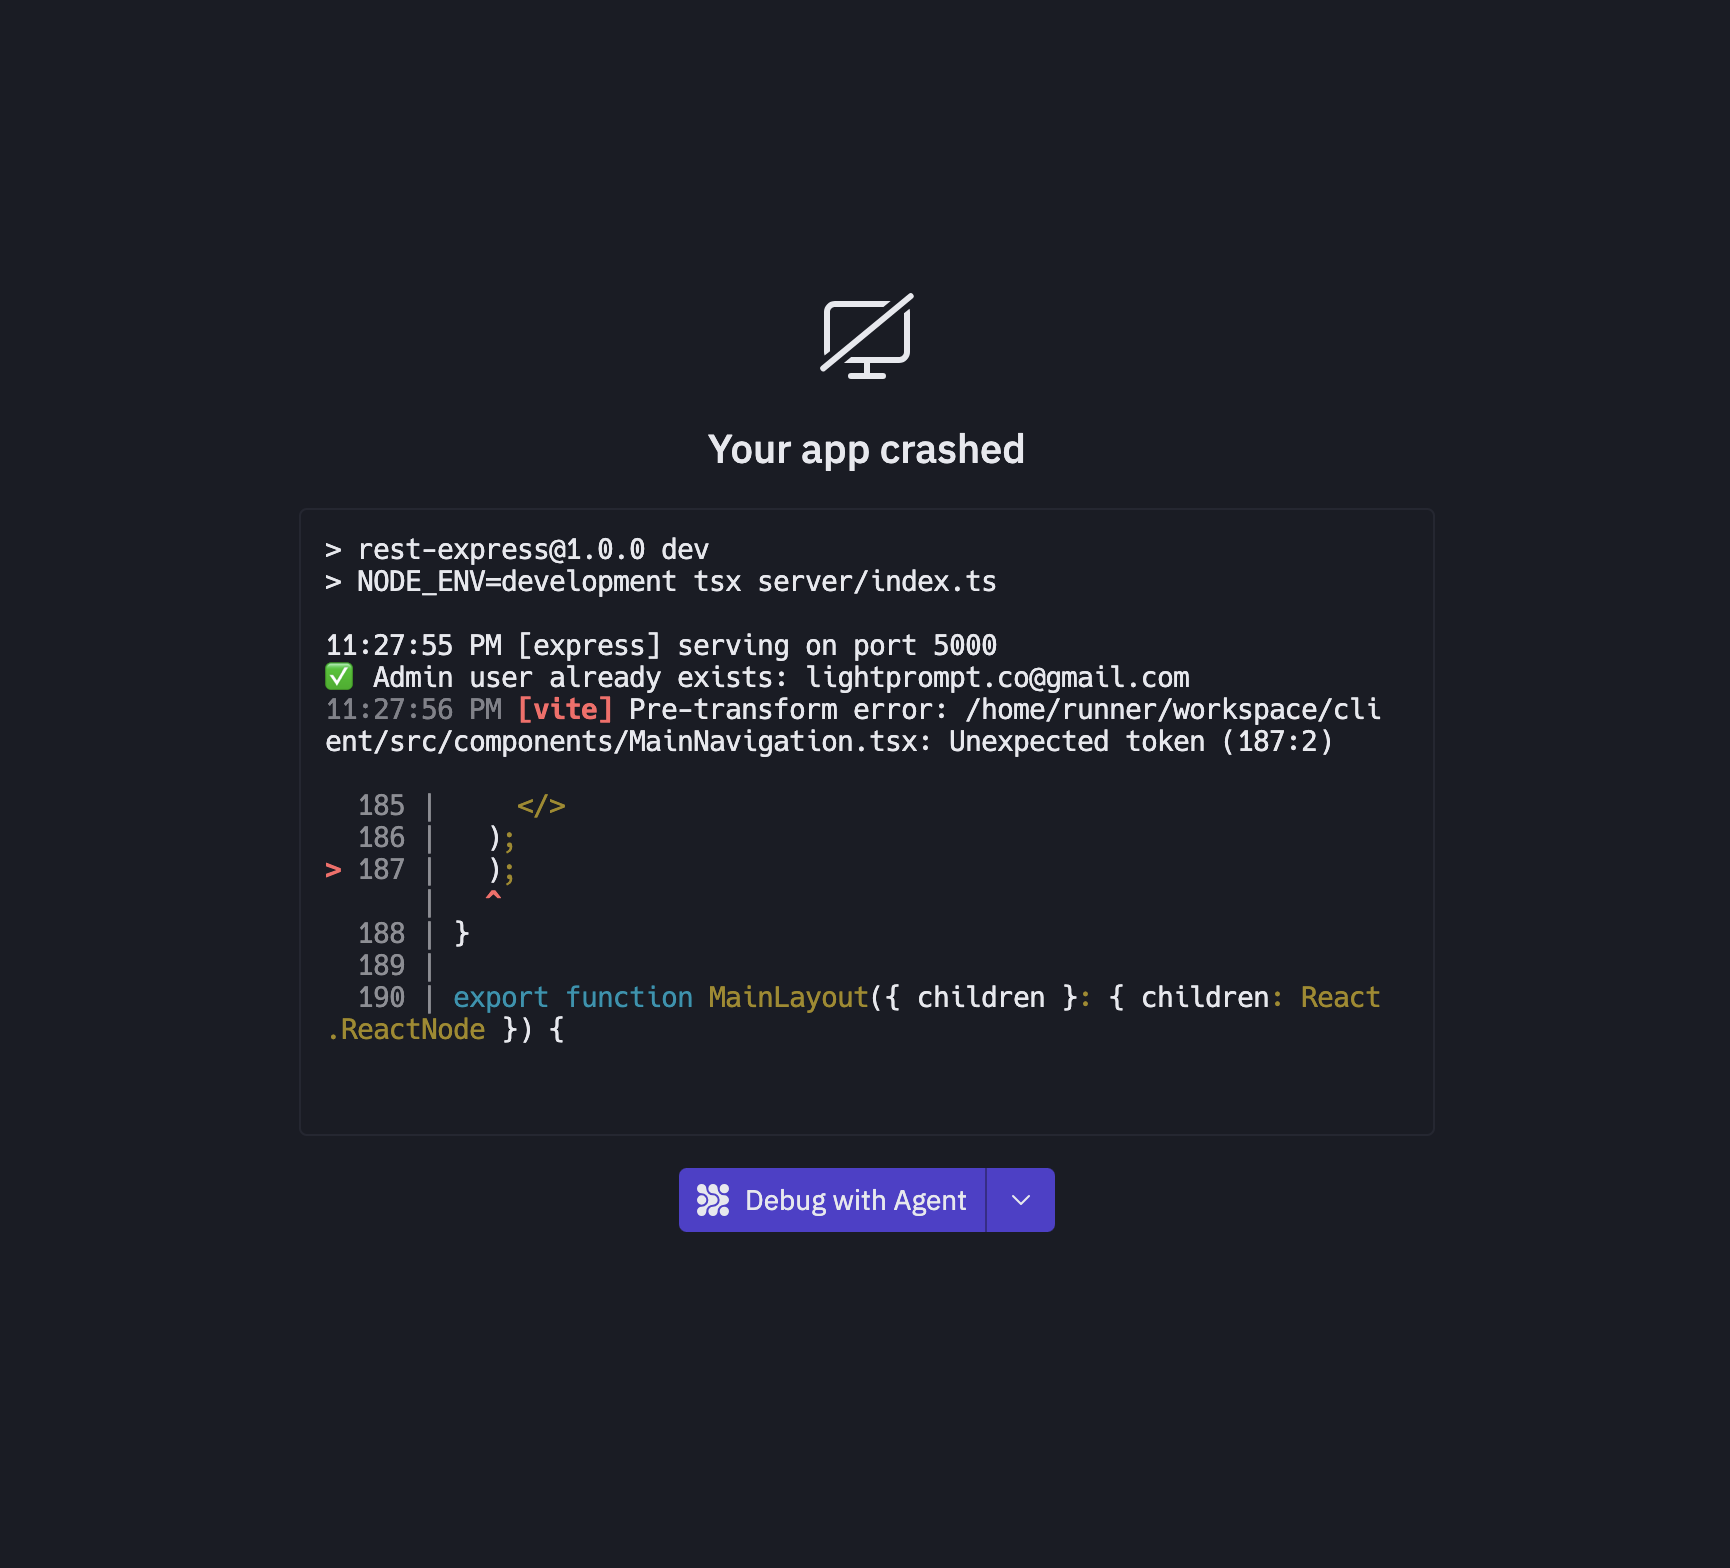 Your app crashed
> rest-express@1.0.0 dev
> NODE_ENV=development tsx server/index.ts
11:27:55 PM [express] serving on port 5000
✅ Admin user already exists: lightprompt.co@gmail.com
11:27:56 PM [vite] Pre-transform error: /home/runner/workspace/cli
ent/src/components/MainNavigation.tsx: Unexpected token (187:2)
  185 |     </>
  186 |   );
> 187 |   );
      |   ^
  188 | }
  189 |
  190 | export function MainLayout({ children }: { children: React
.ReactNode }) {
Debug with Agent